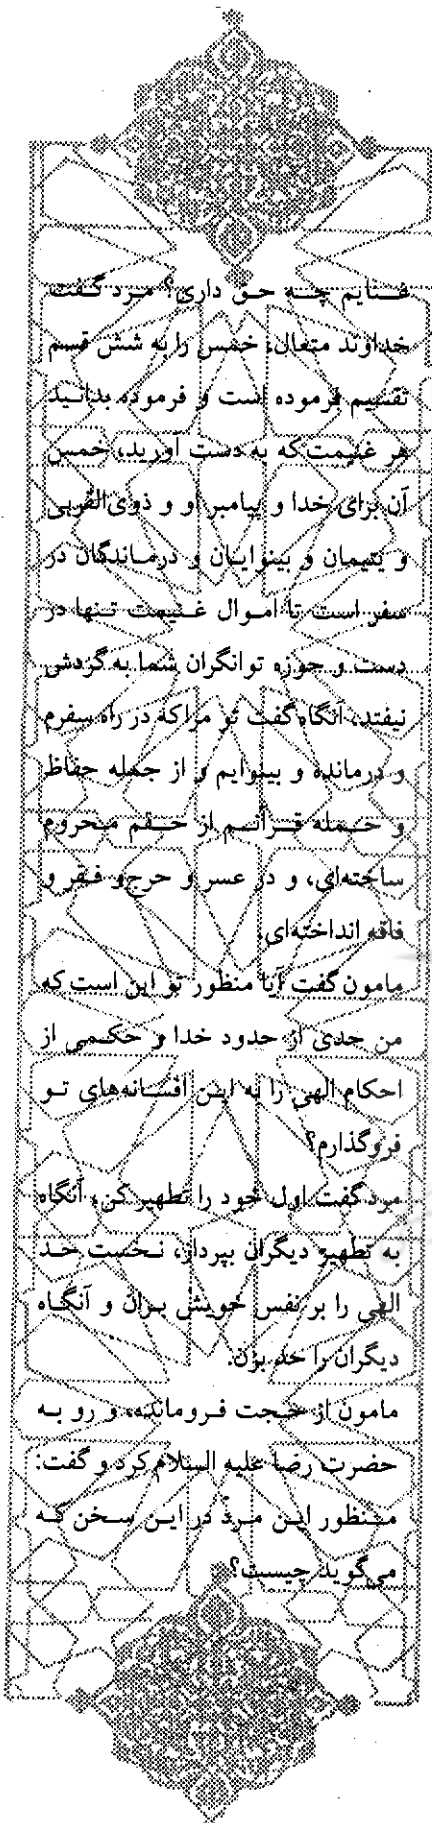 غنایم چه حق داری؟ مرد گفت
خداوند متعال، خمس را به شش قسم
تقسیم فرموده است و فرموده بدانید
هر غنیمت که به دست آورید، خمس
آن برای خدا و پیامبر او و ذوی‌القربی
و یتیمان و بینوایان و درماندگان در
سفر است تا اموال غنیمت تنها در
دست و حوزه توانگران شما به گردش
نیفتد، آنگاه گفت تو مرا که در راه سفرم
و درمانده و بینوایم و از جمله حفاظ
و حمله قرآنم از حقم محروم
ساخته‌ای، و در عسر و حرج و فقر و
فاقه انداخته‌ای.
مامون گفت آیا منظور تو این است که
من حدی از حدود خدا و حکمی از
احکام الهی را به این افسانه‌های تو
فروگذارم؟
مرد گفت اول خود را تطهیر کن، آنگاه
به تطهیر دیگران بپرداز، نخست حد
الهی را بر نفس خویش بران و آنگاه
دیگران را حد بزن.
مامون از حجت فرومانده، و رو به
حضرت رضا علیه السلام کرد و گفت:
منظور این مرد در این سخن که
می‌گوید چیست؟